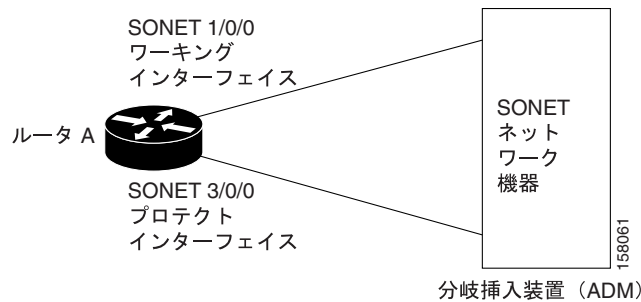 SONET 1/0/0
ワーキング
インターフェイス
ルータ A
SONET 3/0/0
プロテクト
インターフェイス
SONET
ネット
ワーク
機器
158061
分岐挿入装置（ADM）